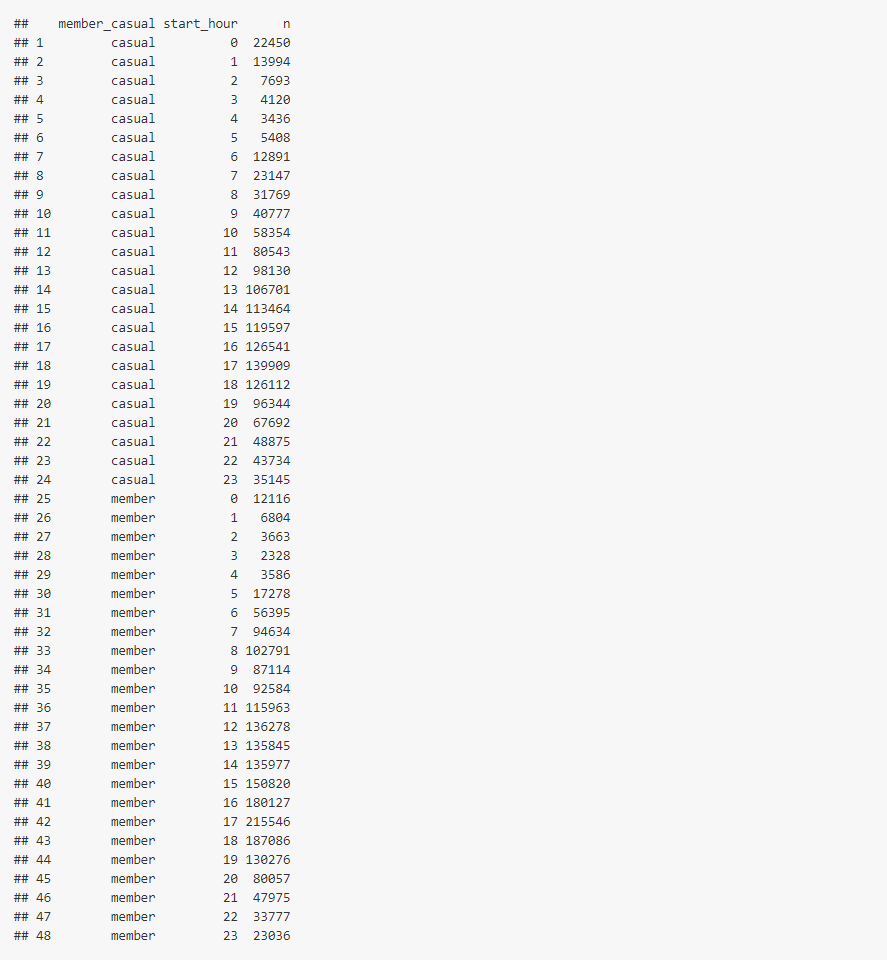 ##    member_casual start_hour      n
## 1         casual          0  22450
## 2         casual          1  13994
## 3         casual          2   7693
## 4         casual          3   4120
## 5         casual          4   3436
## 6         casual          5   5408
## 7         casual          6  12891
## 8         casual          7  23147
## 9         casual          8  31769
## 10        casual          9  40777
## 11        casual         10  58354
## 12        casual         11  80543
## 13        casual         12  98130
## 14        casual         13 106701
## 15        casual         14 113464
## 16        casual         15 119597
## 17        casual         16 126541
## 18        casual         17 139909
## 19        casual         18 126112
## 20        casual         19  96344
## 21        casual         20  67692
## 22        casual         21  48875
## 23        casual         22  43734
## 24        casual         23  35145
## 25        member          0  12116
## 26        member          1   6804
## 27        member          2   3663
## 28        member          3   2328
## 29        member          4   3586
## 30        member          5  17278
## 31        member          6  56395
## 32        member          7  94634
## 33        member          8 102791
## 34        member          9  87114
## 35        member         10  92584
## 36        member         11 115963
## 37        member         12 136278
## 38        member         13 135845
## 39        member         14 135977
## 40        member         15 150820
## 41        member         16 180127
## 42        member         17 215546
## 43        member         18 187086
## 44        member         19 130276
## 45        member         20  80057
## 46        member         21  47975
## 47        member         22  33777
## 48        member         23  23036